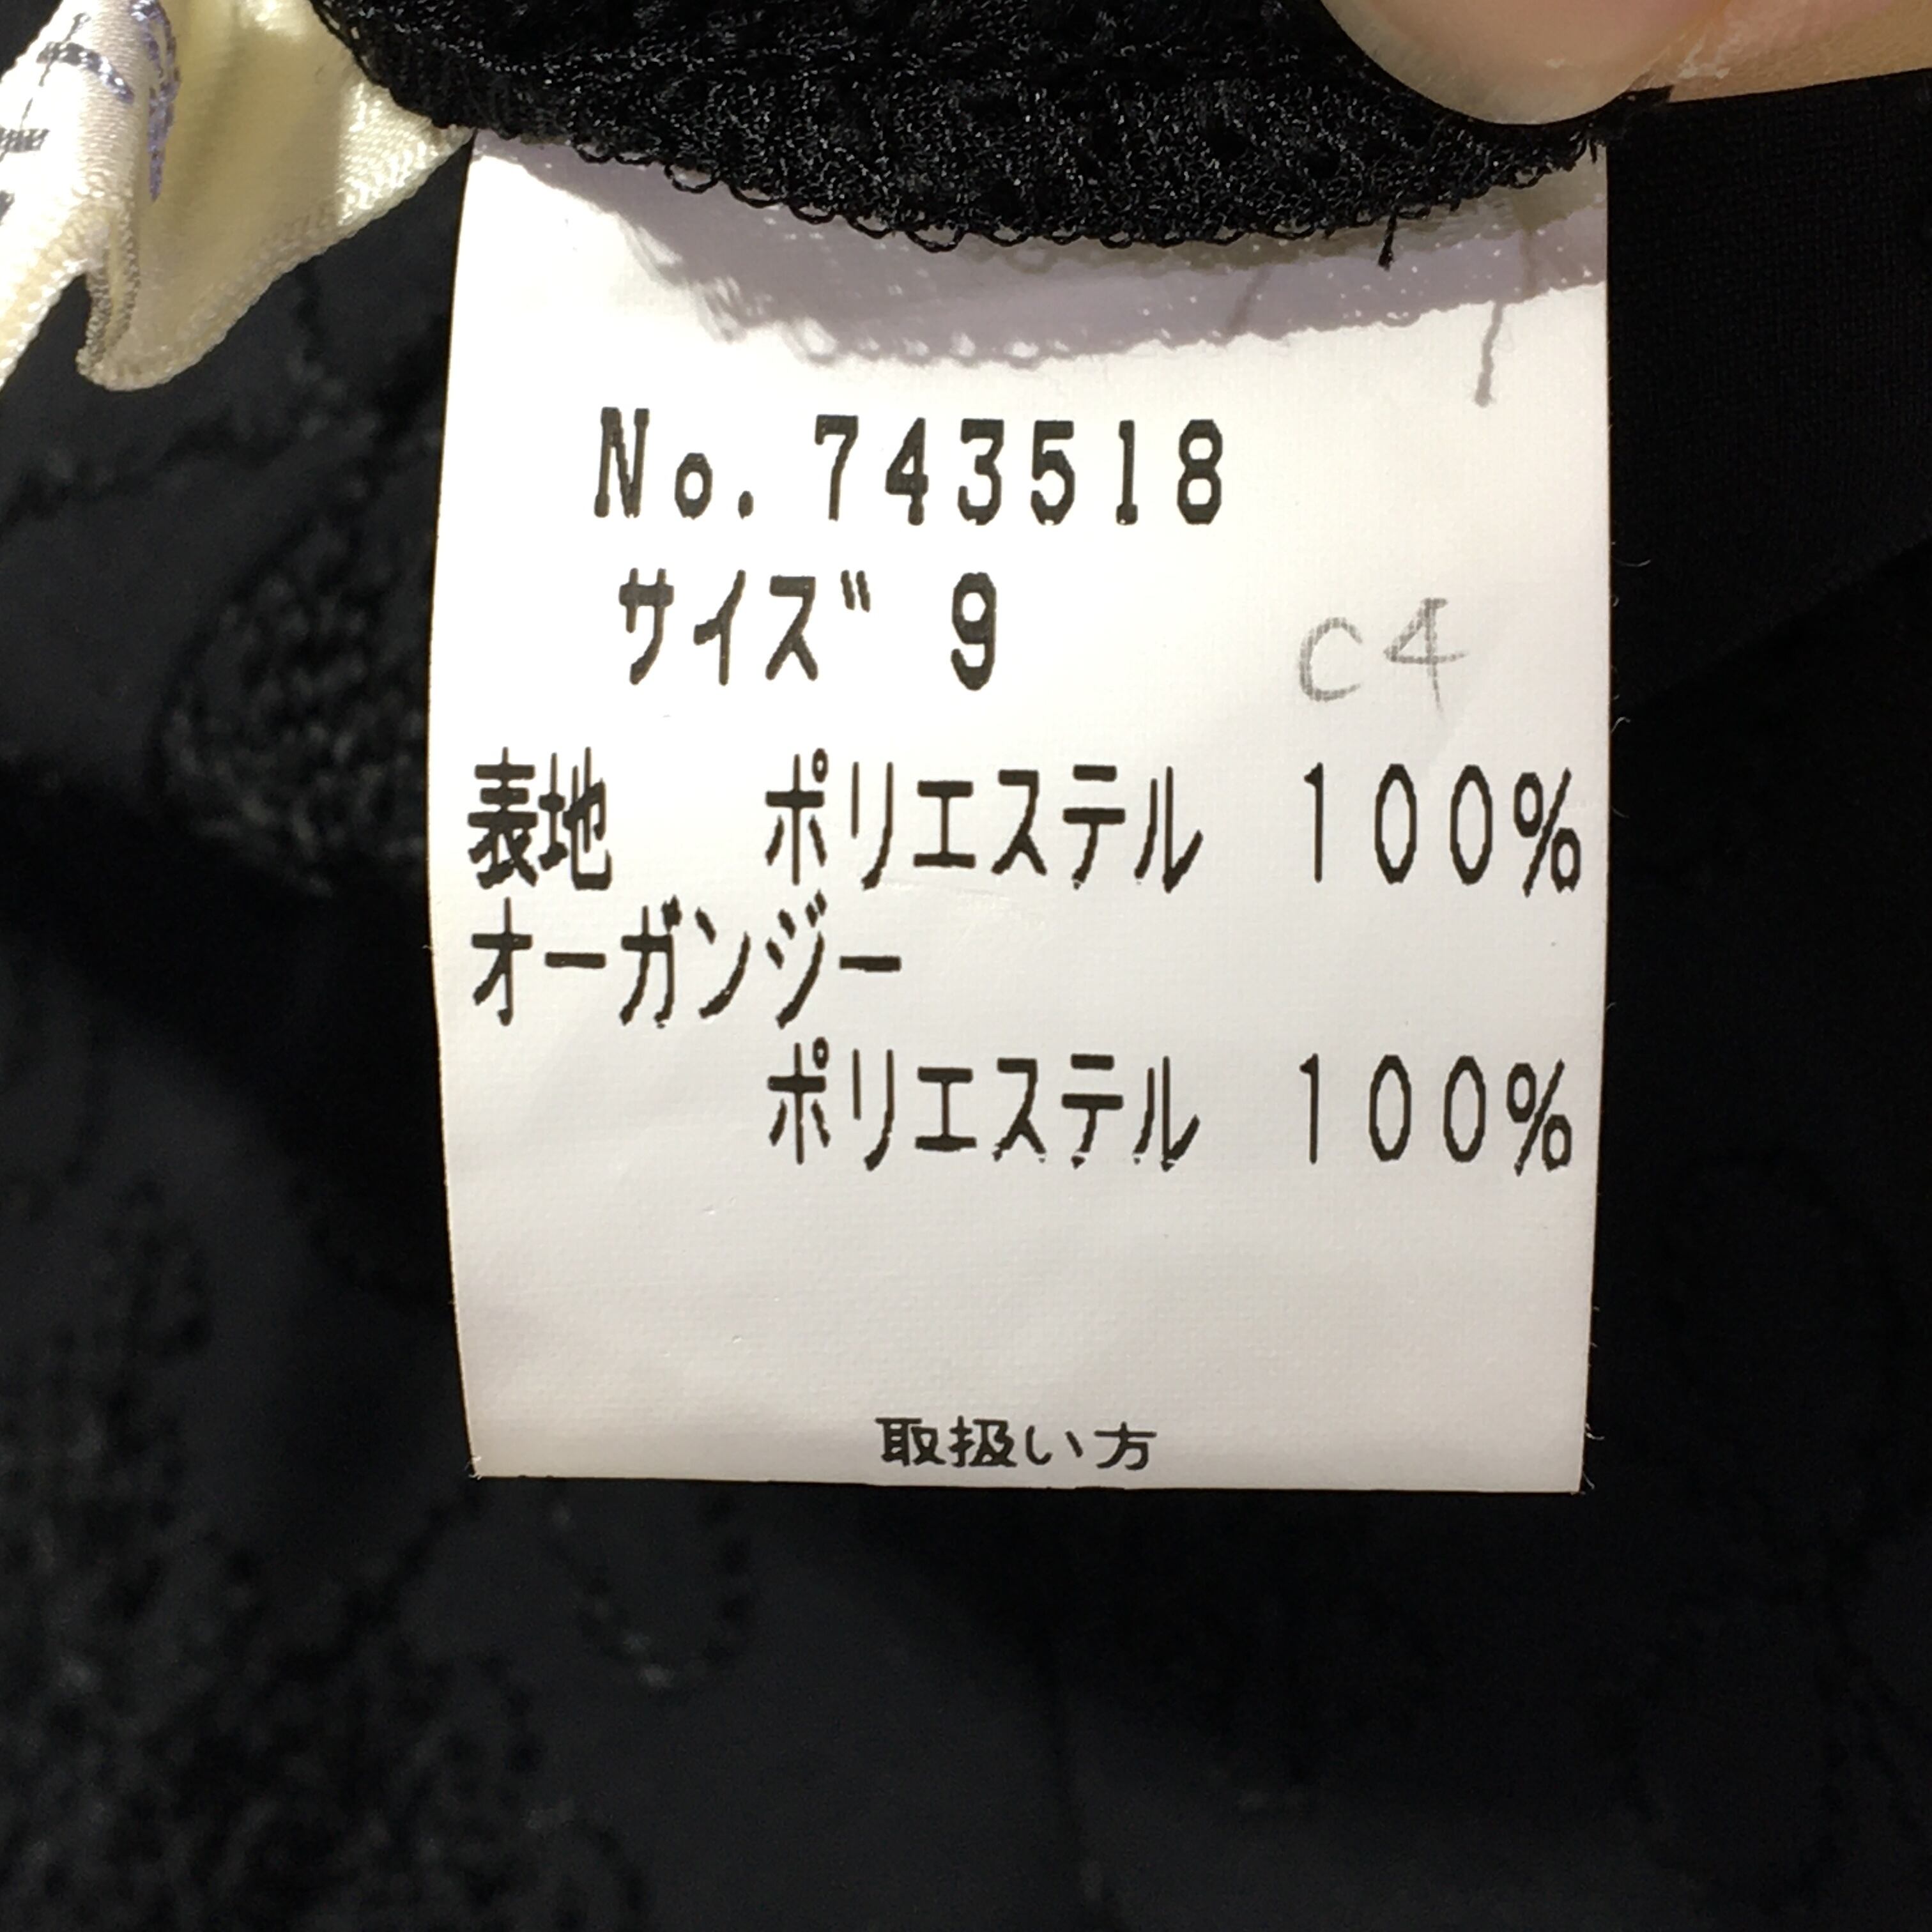 No.743518
サイズ 9
C4
表地 ポリエステル 100%
オーガンジー
ポリエステル 100%
取扱い方